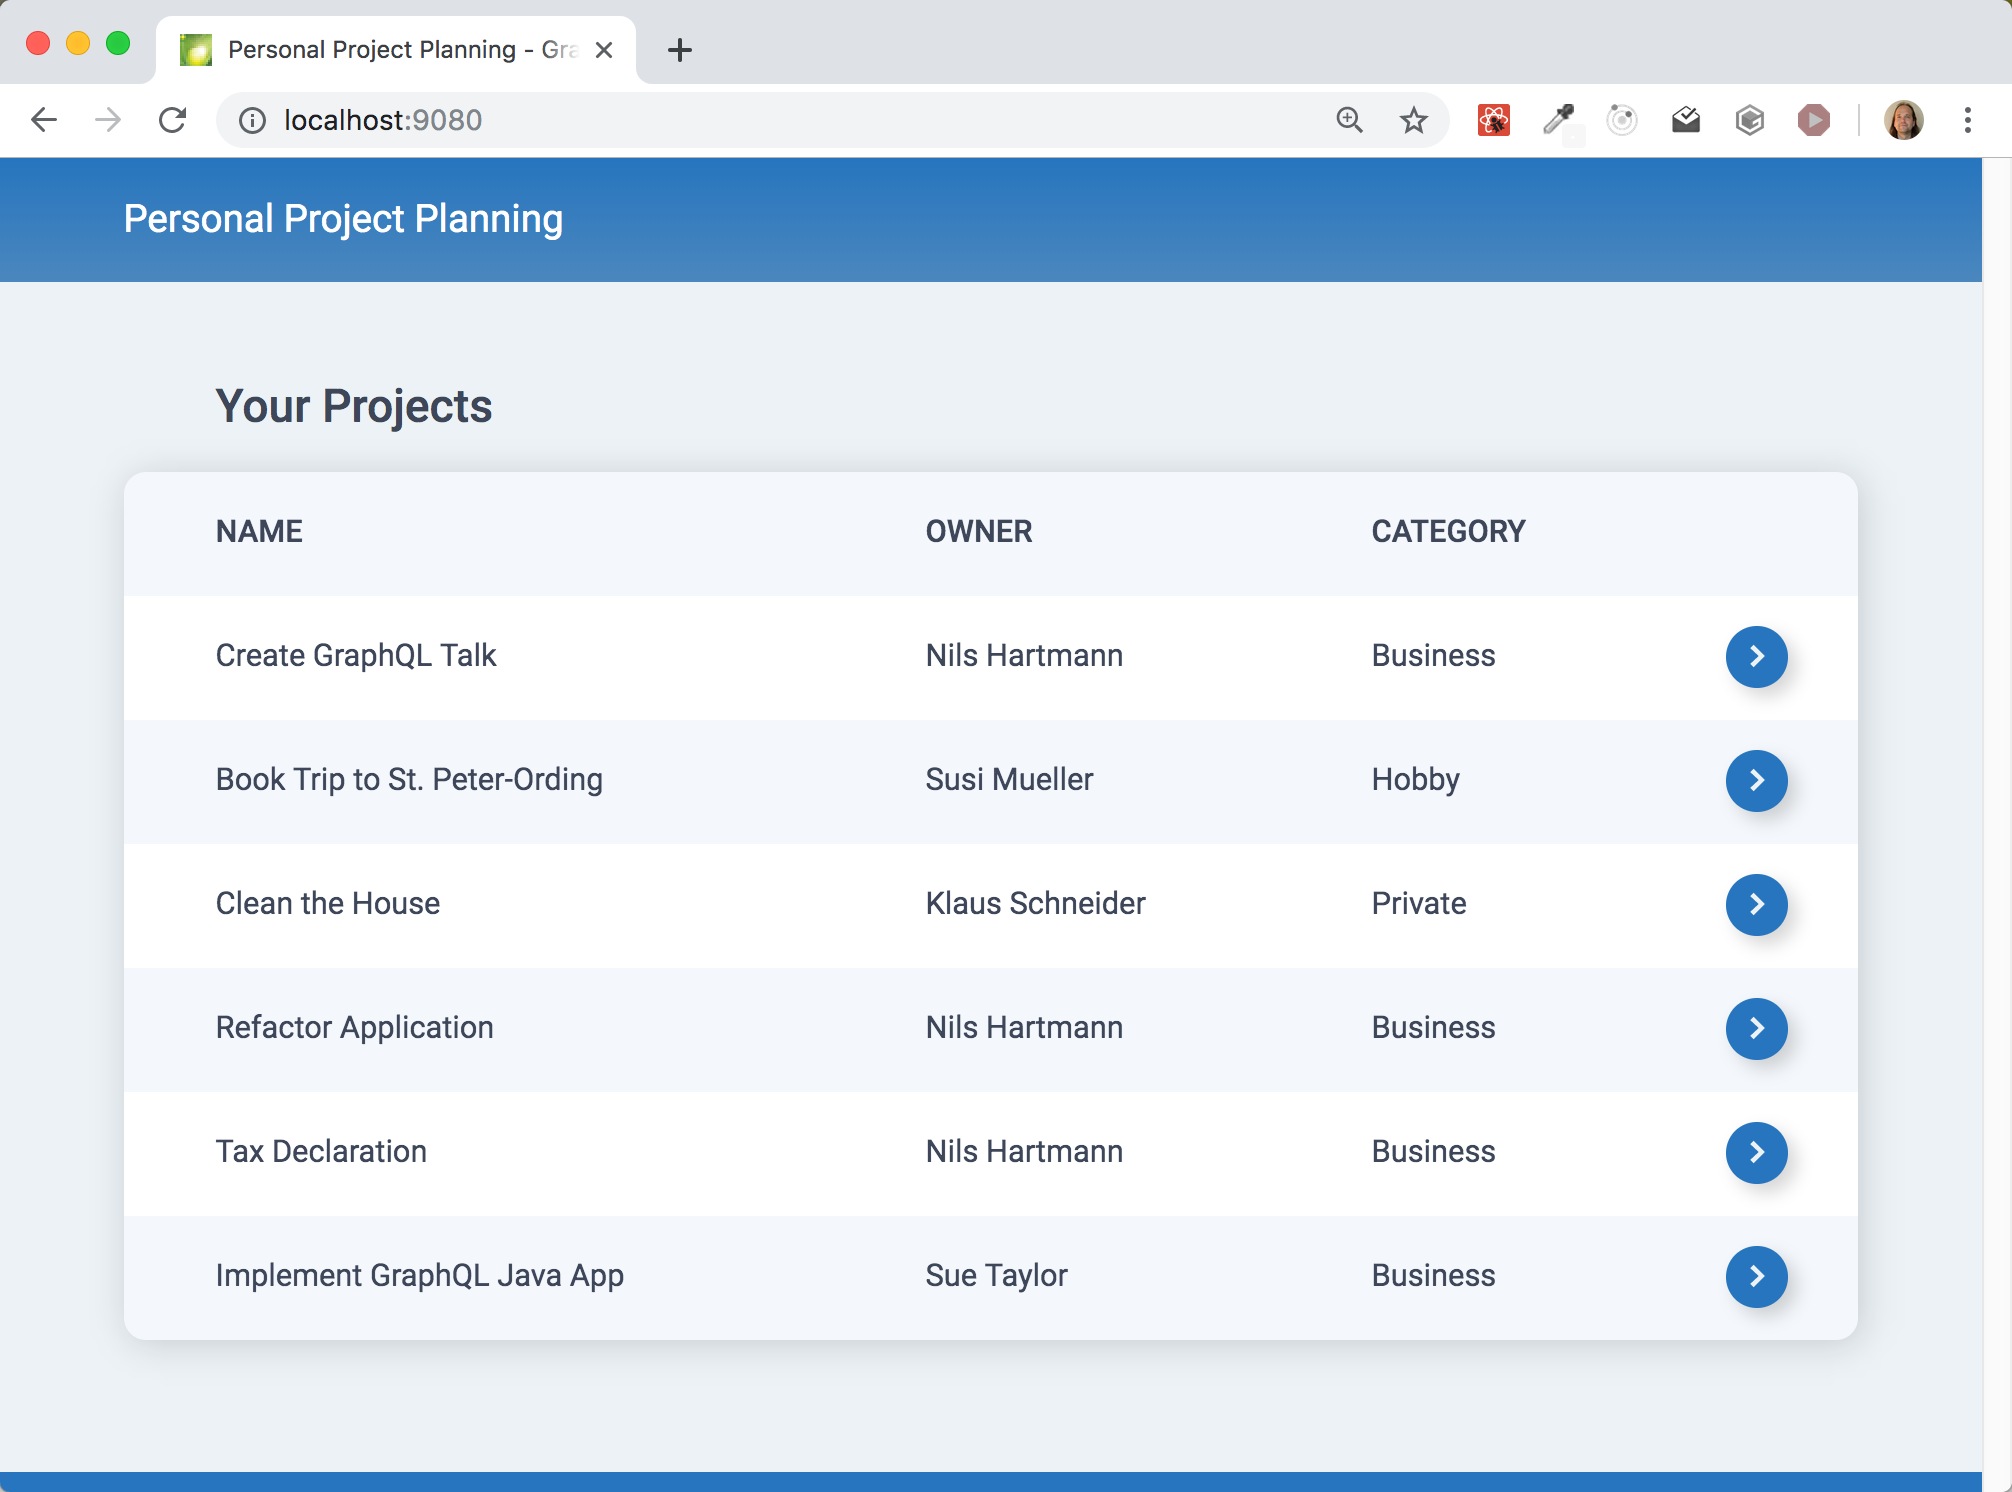 Personal Project Planning - Gra
localhost:9080
Personal Project Planning
Your Projects
NAME OWNER CATEGORY
Create GraphQL Talk Nils Hartmann Business
Book Trip to St. Peter-Ording Susi Mueller Hobby
Clean the House Klaus Schneider Private
Refactor Application Nils Hartmann Business
Tax Declaration Nils Hartmann Business
Implement GraphQL Java App Sue Taylor Business